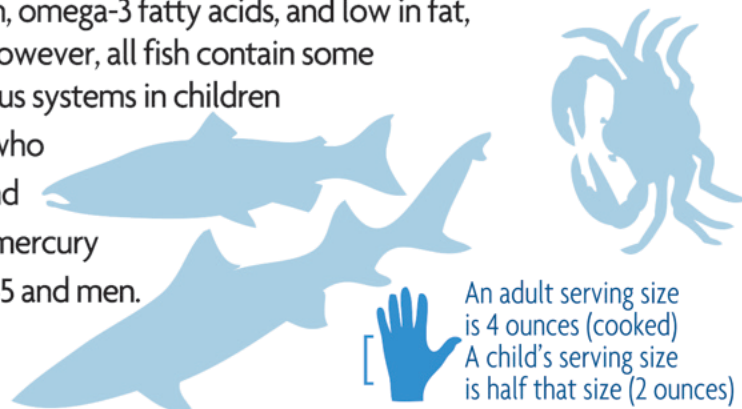 , omega-3 fatty acids, and low in fat,
owever, all fish contain some
us systems in children
who
mercury
5 and men.
An adult serving size
is 4 ounces (cooked)
A child's serving size
is half that size (2 ounces)